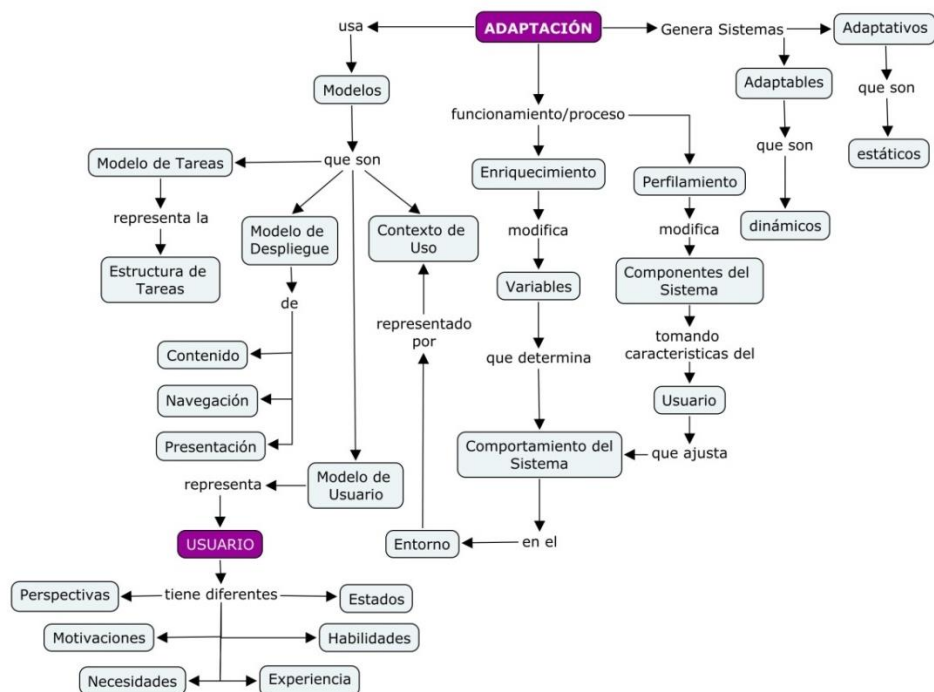 ADAPTACIÓN
usa
Genera Sistemas
Adaptativos
Modelos
Adaptables
que son
funcionamiento/proceso
que son
estáticos
Modelo de Tareas
que son
Enriquecimiento
Perfilamiento
representa la
Modelo de
Despliegue
Contexto de
Uso
modifica
modifica
dinámicos
Estructura de
Tareas
Variables
Componentes del
Sistema
de
representado
por
tomando
caracteristicas del
Contenido
que determina
Navegación
Usuario
Presentación
Comportamiento del
Sistema
que ajusta
representa
Modelo de
Usuario
USUARIO
Entorno
en el
Perspectivas
tiene diferentes
Estados
Motivaciones
Habilidades
Necesidades
Experiencia